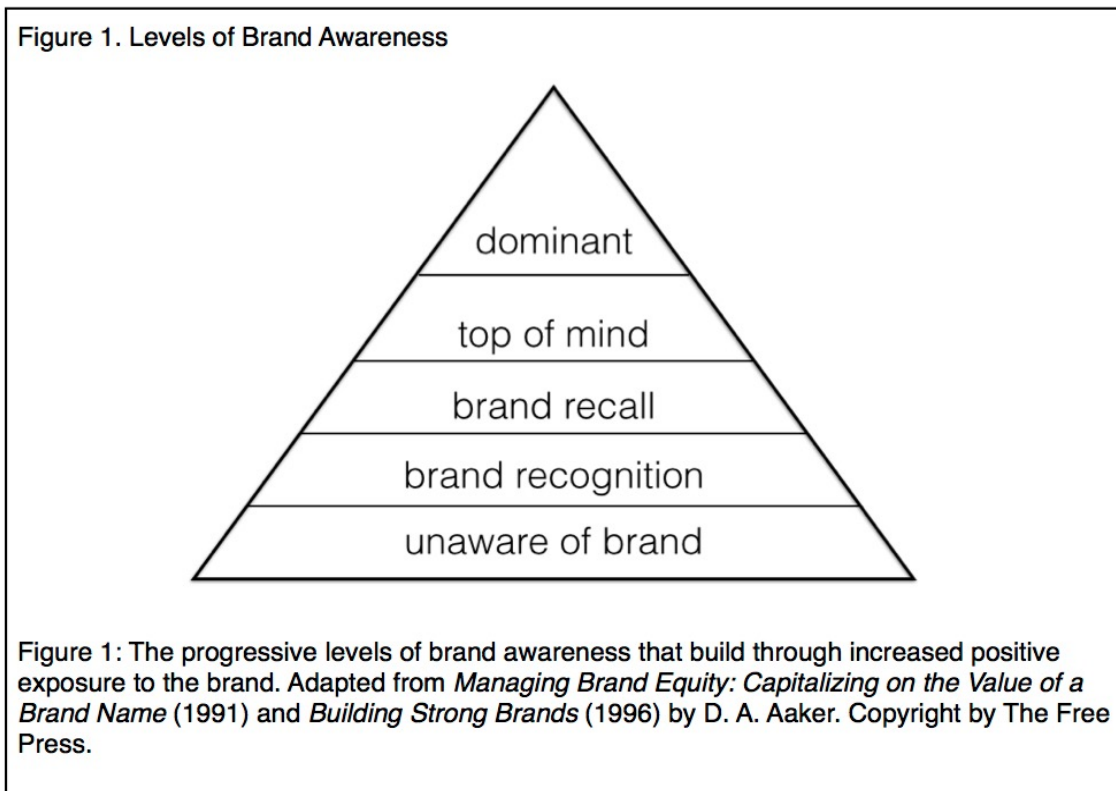 Figure 1. Levels of Brand Awareness
dominant
top of mind
brand recall
brand recognition
unaware of brand
Figure 1: The progressive levels of brand awareness that build through increased positive
exposure to the brand. Adapted from Managing Brand Equity: Capitalizing on the Value of a
Brand Name (1991) and Building Strong Brands (1996) by D. A. Aaker. Copyright by The Free
Press.